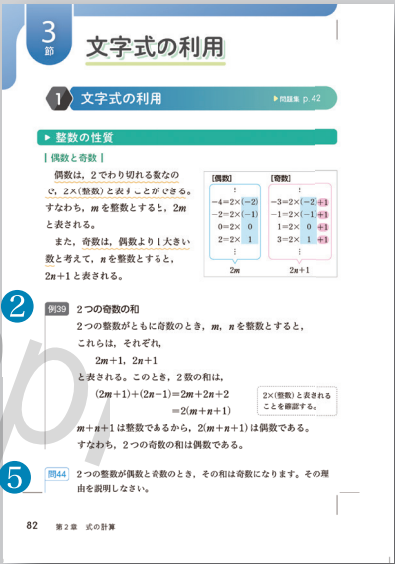 3
節
文字式の利用
1 文字式の利用
▶問題集 p.42
▶ 整数の性質
偶数と奇数
偶数は，2でわり切れる数なの
で，2×(整数) と表すことができる。
すなわち，mを整数とすると，2m
と表される。
また，奇数は，偶数より1大きい
数と考えて，nを整数とすると，
2n+1 と表される。
[偶数]
⋮
−4=2×(−2)
−2=2×(−1)
0=2× 0
2=2× 1
⋮
2m
[奇数]
⋮
−3=2×(−2)+1
−1=2×(−1)+1
1=2× 0 +1
3=2× 1 +1
⋮
2n+1
2
例39 2つの奇数の和
2つの整数がともに奇数のとき，m，nを整数とすると，
これらは，それぞれ，
2m+1，2n+1
と表される。このとき，2数の和は，
(2m+1)+(2n−1)=2m+2n+2
=2(m+n+1)
2×(整数) と表される
ことを確認する。
m+n+1は整数であるから，2(m+n+1)は偶数である。
すなわち，2つの奇数の和は偶数である。
5
問44 2つの整数が偶数と奇数のとき，その和は奇数になります。その理
由を説明しなさい。
82 第2章 式の計算